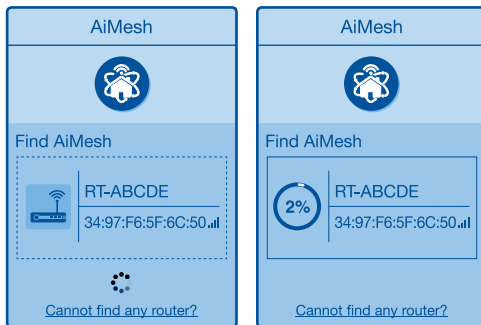 AiMesh
Find AiMesh
RT-ABCDE
34:97:F6:5F:6C:50
Cannot find any router?
AiMesh
Find AiMesh
2%
RT-ABCDE
34:97:F6:5F:6C:50
Cannot find any router?